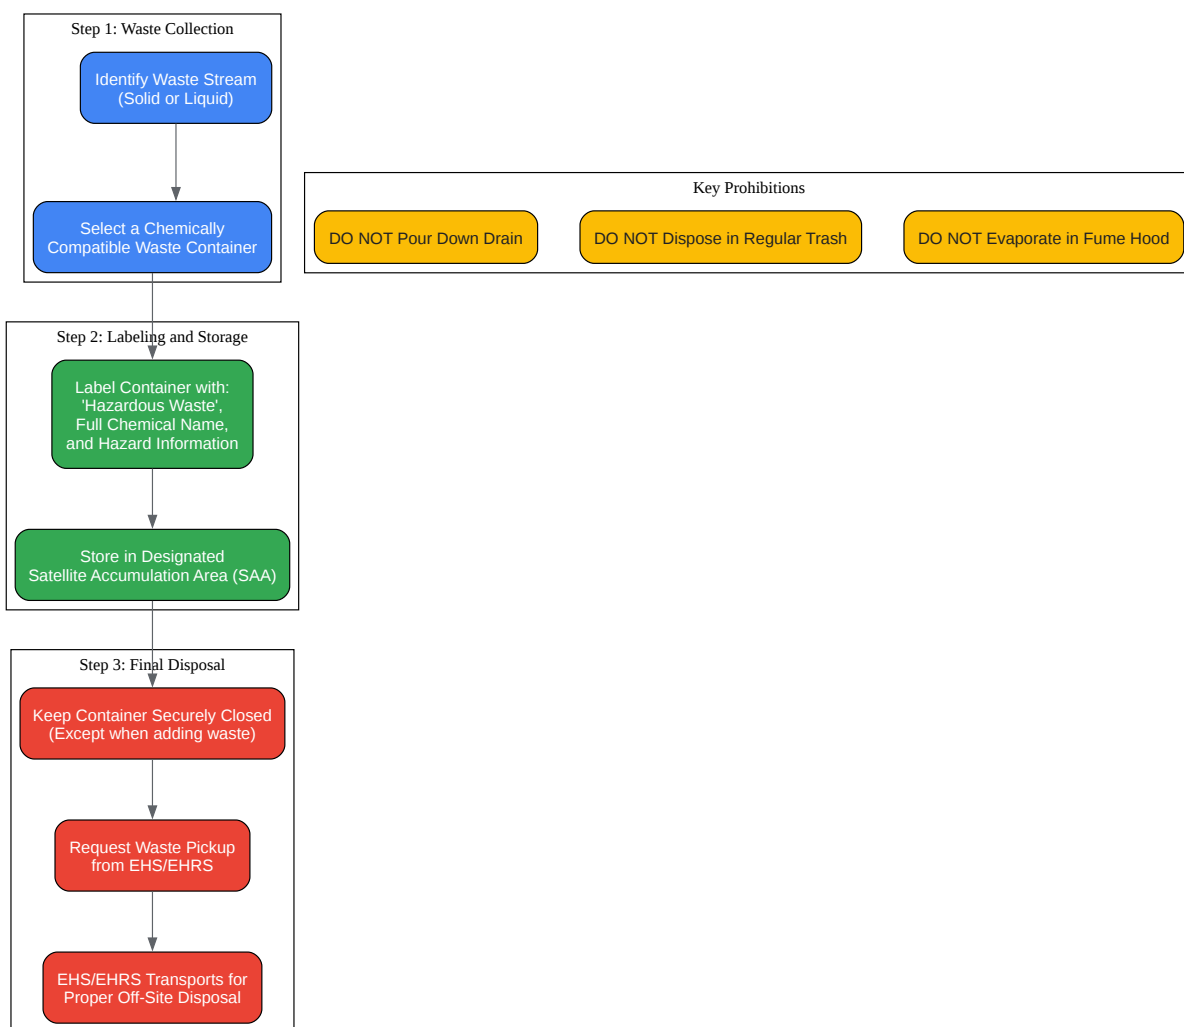 Step 1: Waste Collection
Identify Waste Stream
(Solid or Liquid)
Select a Chemically
Compatible Waste Container
Key Prohibitions
DO NOT Pour Down Drain
DO NOT Dispose in Regular Trash
DO NOT Evaporate in Fume Hood
Step 2: Labeling and Storage
Label Container with:
'Hazardous Waste',
Full Chemical Name,
and Hazard Information
Store in Designated
Satellite Accumulation Area (SAA)
Step 3: Final Disposal
Keep Container Securely Closed
(Except when adding waste)
Request Waste Pickup
from EHS/EHRS
EHS/EHRS Transports for
Proper Off-Site Disposal